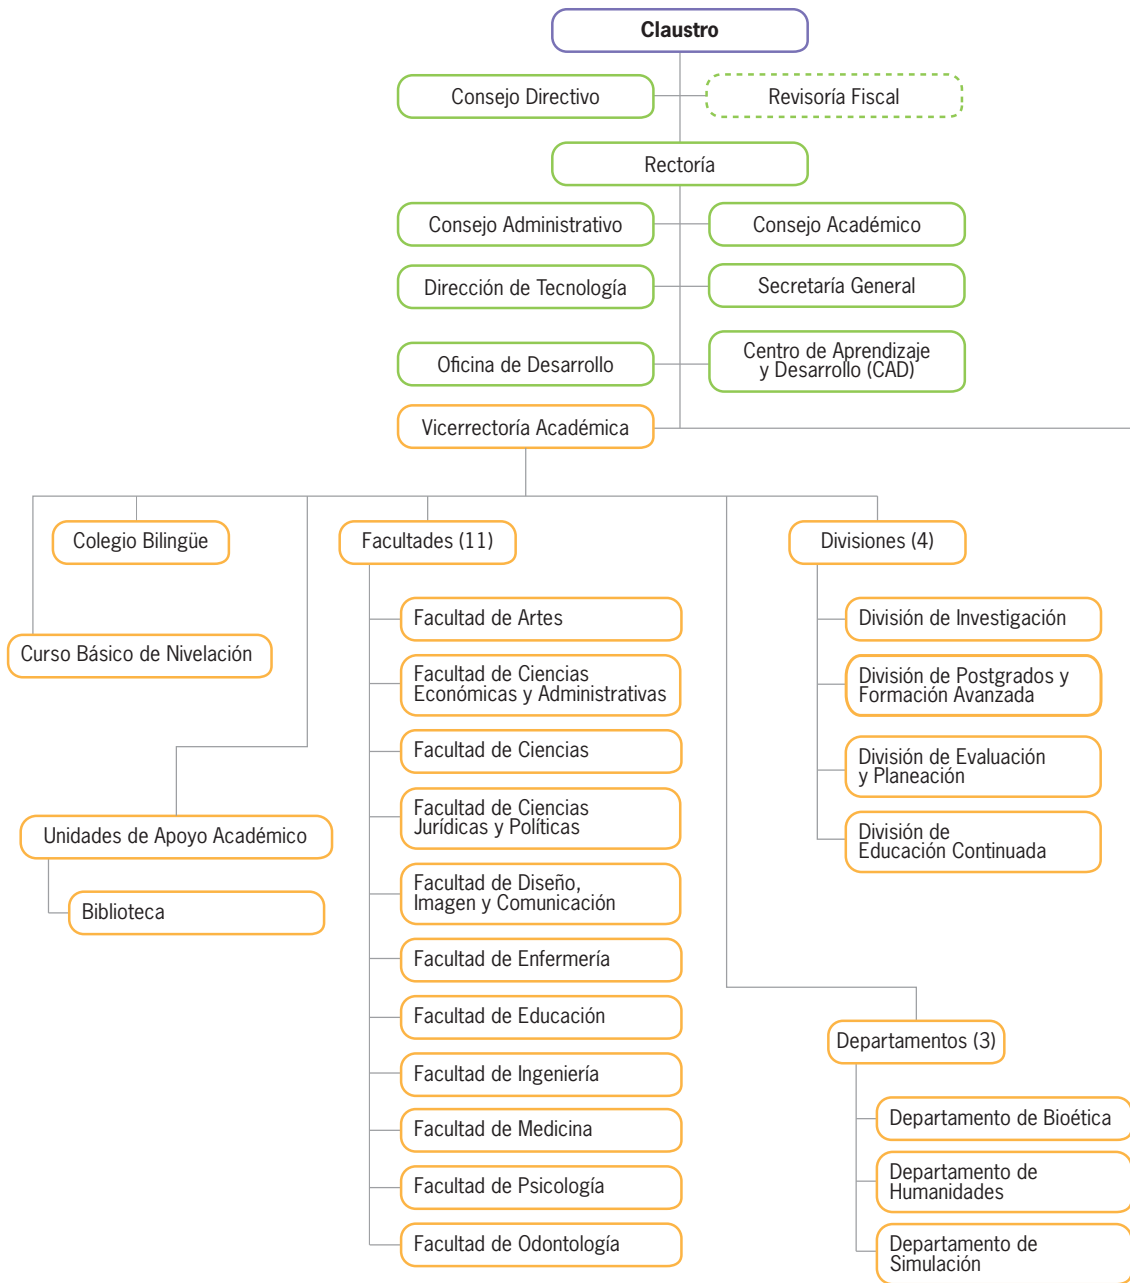 Claustro
Consejo Directivo
Revisoría Fiscal
Rectoría
Consejo Administrativo
Consejo Académico
Dirección de Tecnología
Secretaría General
Oficina de Desarrollo
Centro de Aprendizaje
y Desarrollo (CAD)
Vicerrectoría Académica
Colegio Bilingüe
Curso Básico de Nivelación
Unidades de Apoyo Académico
Biblioteca
Facultades (11)
Facultad de Artes
Facultad de Ciencias
Económicas y Administrativas
Facultad de Ciencias
Facultad de Ciencias
Jurídicas y Políticas
Facultad de Diseño,
Imagen y Comunicación
Facultad de Enfermería
Facultad de Educación
Facultad de Ingeniería
Facultad de Medicina
Facultad de Psicología
Facultad de Odontología
Divisiones (4)
División de Investigación
División de Postgrados y
Formación Avanzada
División de Evaluación
y Planeación
División de
Educación Continuada
Departamentos (3)
Departamento de Bioética
Departamento de
Humanidades
Departamento de
Simulación